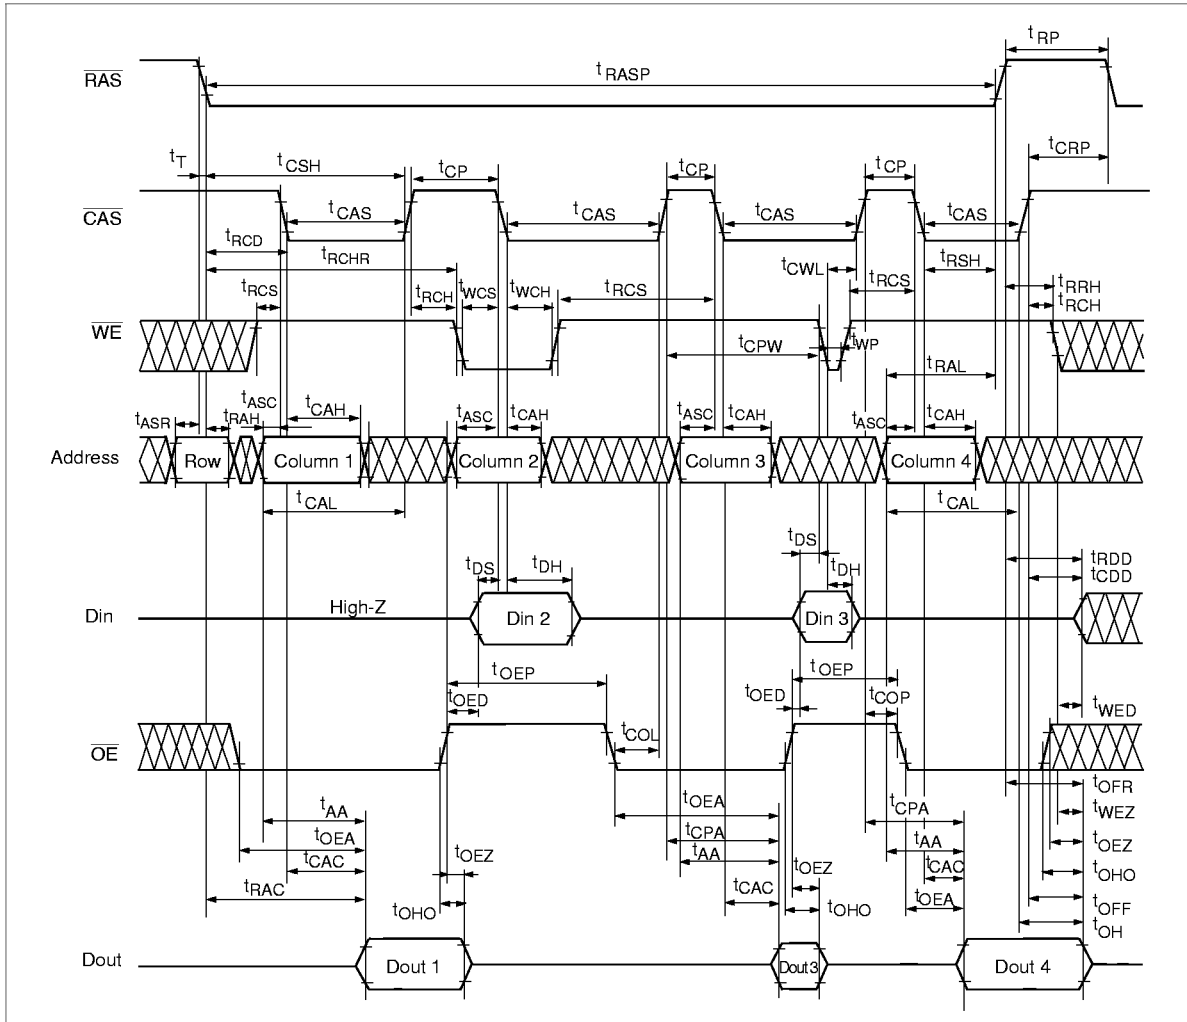 tRP
RAS
tRASP
tT
tCSH
tCP
tCP
tCP
tCRP
CAS
tCAS
tCAS
tCAS
tCAS
tRCD
tRCHR
tCWL
tRSH
tRCS
tRCH
tWCS
tWCH
tRCS
tRCS
tRRH
tRCH
WE
tCPW
tWP
tRAL
tASR
tRAH
tASC
tCAH
tASC
tCAH
tASC
tCAH
tASC
tCAH
Address
Row
Column 1
Column 2
Column 3
Column 4
tCAL
tCAL
tDS
tDH
tDS
tDH
tRDD
tCDD
Din
High-Z
Din 2
Din 3
tOEP
tOEP
tOED
tOED
tCOP
tWED
OE
tCOL
tOFR
tAA
tOEA
tCPA
tWEZ
tOEA
tCPA
tAA
tOEZ
tCAC
tOEZ
tAA
tOEZ
tCAC
tOHO
tRAC
tCAC
tOEA
tOHO
tOHO
tOFF
tOH
Dout
Dout 1
Dout3
Dout 4